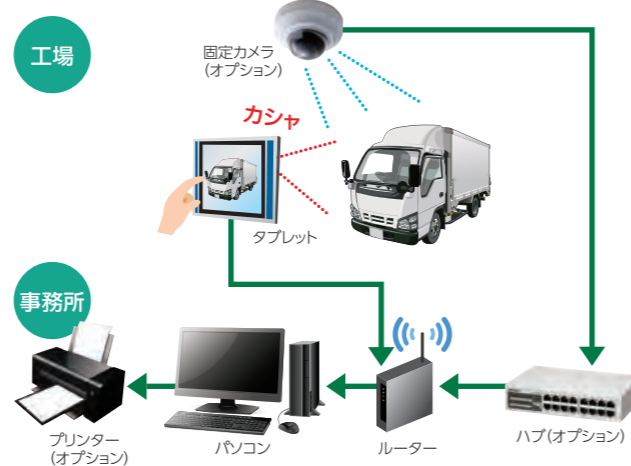 工場
固定カメラ
(オプション)
カシャ
タブレット
事務所
プリンター
(オプション)
パソコン
ルーター
ハブ(オプション)